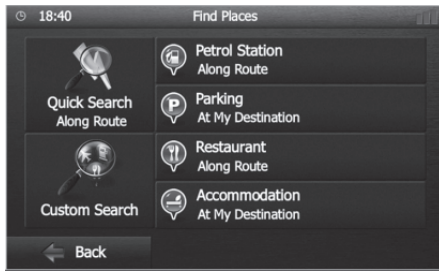 18:40
Find Places
Quick Search
Along Route
Custom Search
Petrol Station
Along Route
P
Parking
At My Destination
Restaurant
Along Route
Accommodation
At My Destination
Back